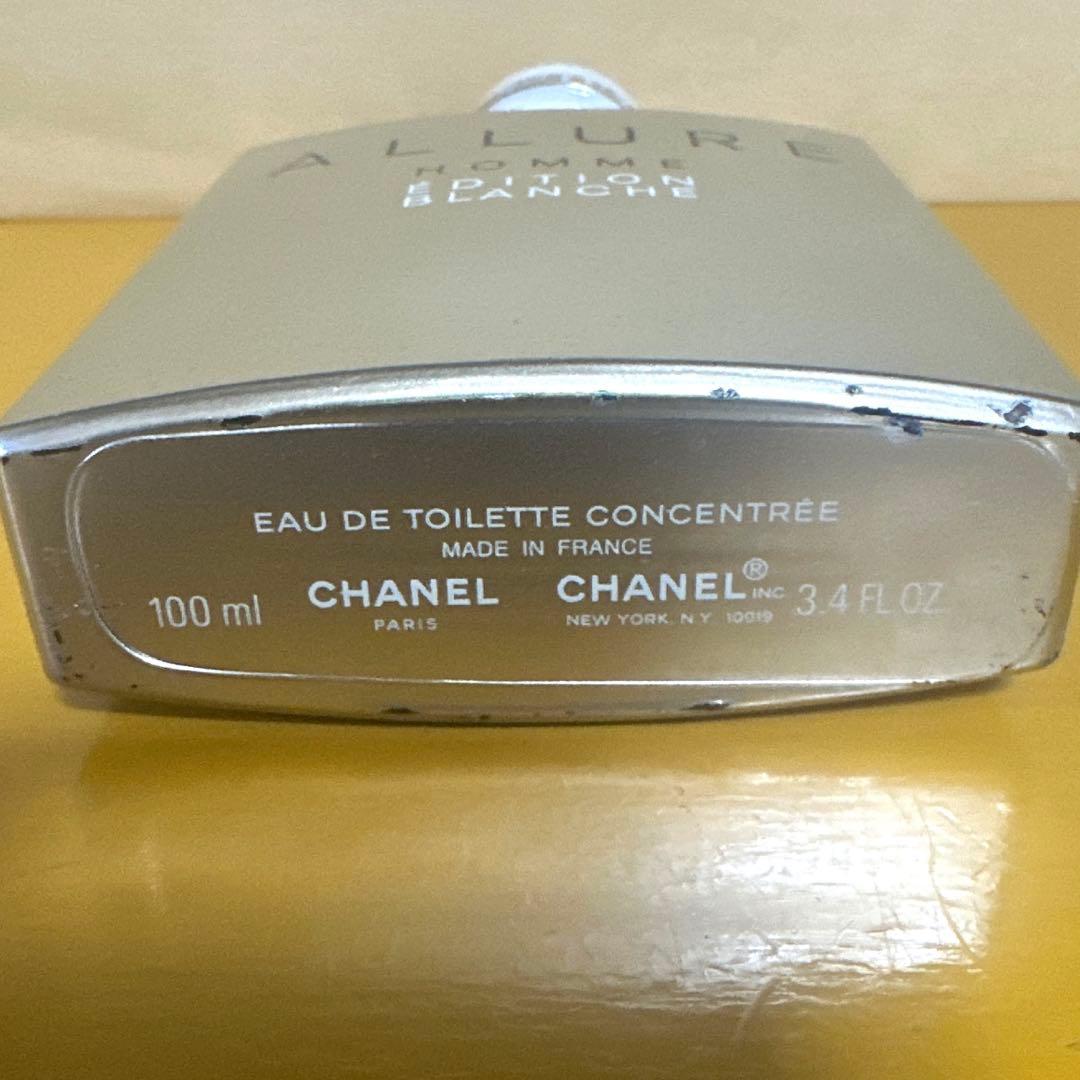 ALLURE
HOMME
ÉDITION
BLANCHE
EAU DE TOILETTE CONCENTRÉE
MADE IN FRANCE
100 ml CHANEL CHANEL® INC 3.4 FL OZ
PARIS NEW YORK. N Y 10019